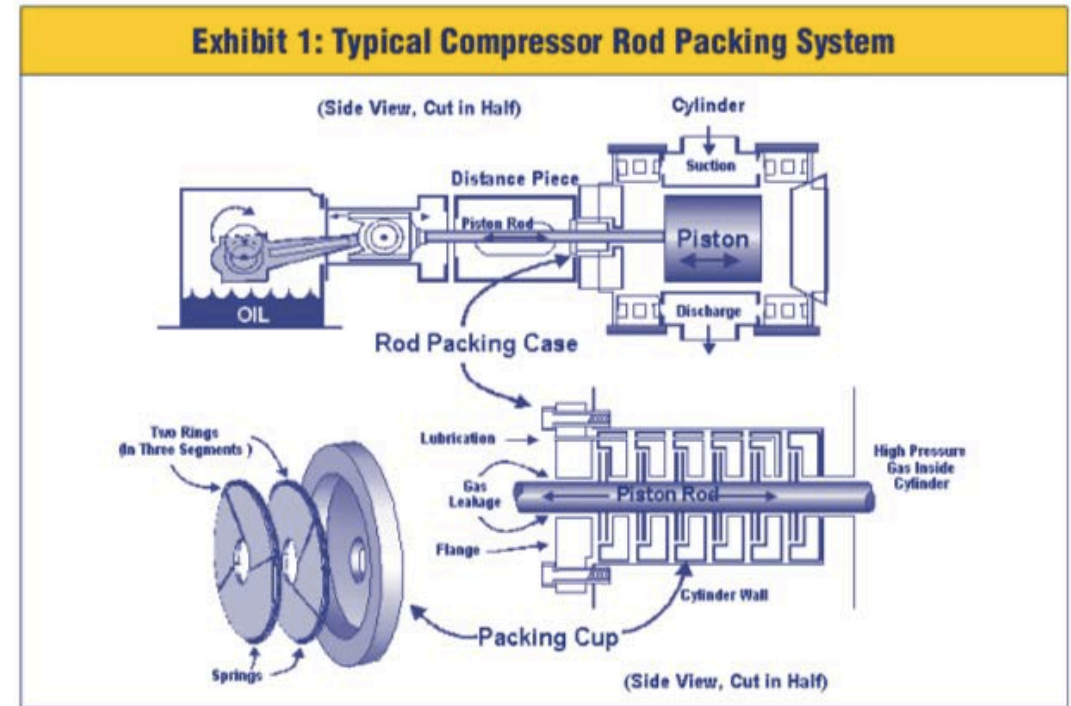 Exhibit 1: Typical Compressor Rod Packing System
(Side View, Cut in Half)
Cylinder
Suction
Distance Piece
Piston Rod
Piston
OIL
Discharge
Rod Packing Case
Two Rings
(In Three Segments )
Lubrication
Gas
Leakage
Piston Rod
High Pressure
Gas Inside
Cylinder
Flange
Cylinder Wall
Packing Cup
Springs
(Side View, Cut in Half)